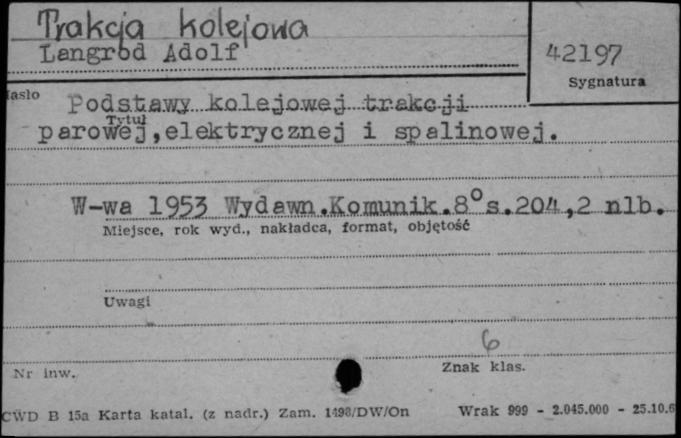 Trakcja kolejowa
Langrod Adolf
42197
Sygnatura
Hasło
Podstawy kolejowej trakcji
Tytuł
parowej, elektrycznej i spalinowej.
W-wa 1953 Wydawn.Komunik.8° s.204,2 nlb.
Miejsce, rok wyd., nakładca, format, objętość
Uwagi
6
Nr inw.
Znak klas.
CWD B 15a Karta katal. (z nadr.) Zam. 1498/DW/On
Wrak 999 - 2.045.000 - 25.10.6